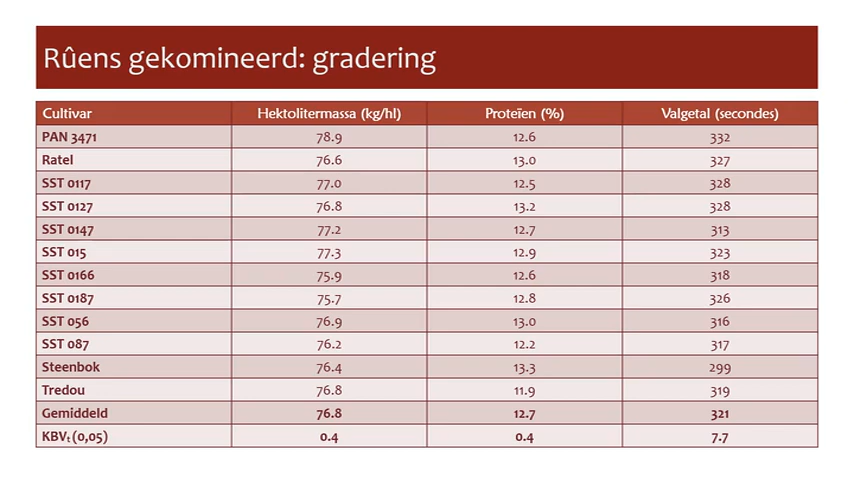 Rûens gekomineerd: gradering
Cultivar Hektolitermassa (kg/hl) Proteïen (%) Valgetal (secondes)
PAN 3471 78.9 12.6 332
Ratel 76.6 13.0 327
SST 0117 77.0 12.5 328
SST 0127 76.8 13.2 328
SST 0147 77.2 12.7 313
SST 015 77.3 12.9 323
SST 0166 75.9 12.6 318
SST 0187 75.7 12.8 326
SST 056 76.9 13.0 316
SST 087 76.2 12.2 317
Steenbok 76.4 13.3 299
Tredou 76.8 11.9 319
Gemiddeld 76.8 12.7 321
KBVₜ (0,05) 0.4 0.4 7.7